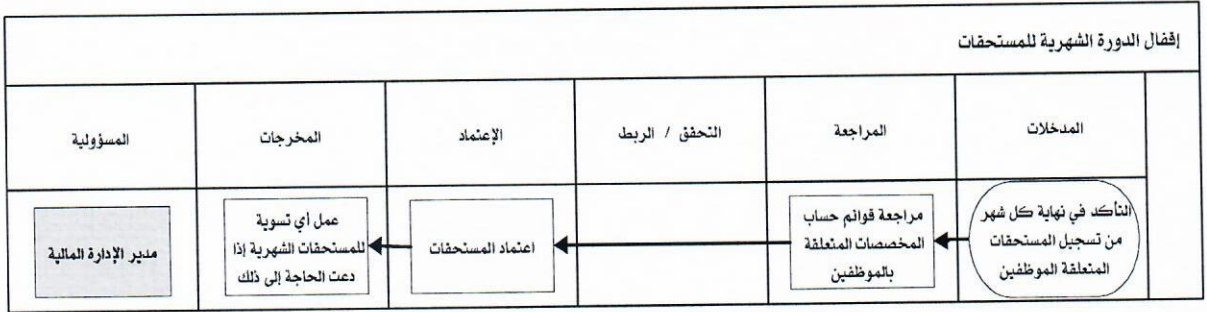 إقفال الدورة الشهرية للمستحقات
المدخلات
المراجعة
التحقق / الربط
الإعتماد
المخرجات
المسؤولية
التأكد في نهاية كل شهر
من تسجيل المستحقات
المتعلقة الموظفين
مراجعة قوائم حساب
المخصصات المتعلقة
بالموظفين
اعتماد المستحقات
عمل أي تسوية
للمستحقات الشهرية إذا
دعت الحاجة إلى ذلك
مدير الإدارة المالية